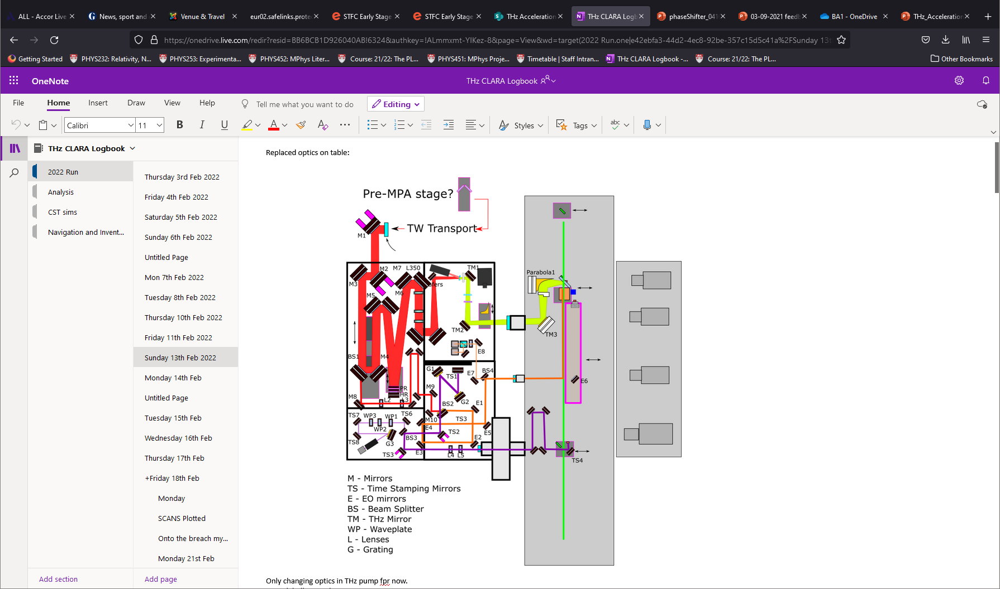 ALL - Accor Live
News, sport and
Venue & Travel
eur02.safelinks.prote
STFC Early Stage
STFC Early Stage
THz Acceleration
THz CLARA Logb
phaseShifter_041
03-09-2021 feedb
BA1 - OneDrive
THz_Acceleration
https://onedrive.live.com/redir?resid=BB6BCB1D926040AB!6324&authkey=!ALmmxmt-YIKez-8&page=View&wd=target(2022 Run.one|e42ebfa3-44d2-4ec8-92be-357c15d5c41a%2FSunday 13t
Getting Started
PHYS232: Relativity, N...
PHYS253: Experimenta...
PHYS452: MPhys Liter...
Course: 21/22: The PL...
PHYS451: MPhys Proje...
Timetable | Staff Intran...
THz CLARA Logbook -...
Course: 21/22: The PL...
Other Bookmarks
OneNote
THz CLARA Logbook
File
Home
Insert
Draw
View
Help
Tell me what you want to do
Editing
Calibri
11
B
I
U
A
Styles
Tags
abc
THz CLARA Logbook
2022 Run
Analysis
CST sims
Navigation and Invent...
Add section
Thursday 3rd Feb 2022
Friday 4th Feb 2022
Saturday 5th Feb 2022
Sunday 6th Feb 2022
Untitled Page
Mon 7th Feb 2022
Tuesday 8th Feb 2022
Thursday 10th Feb 2022
Friday 11th Feb 2022
Sunday 13th Feb 2022
Monday 14th Feb
Untitled Page
Tuesday 15th Feb
Wednesday 16th Feb
Thursday 17th Feb
+Friday 18th Feb
Monday
SCANS Plotted
Onto the breach my...
Monday 21st Feb
Add page
Replaced optics on table:
Pre-MPA stage?
TW Transport
M1
M2
M7
L350
TM1
M3
afers
M5
M6
Parabola1
TM2
TM3
BS1
M4
E8
G1
TS1
E7
BS4
E6
PR
HR
M9
M8
L2
L3
BS2
G2
E1
TS7
WP3
WP1
TS6
M10
TS3
WP2
E4
E5
TS2
TS8
G3
BS3
E2
TS3
E3
L4
L5
TS4
M - Mirrors
TS - Time Stamping Mirrors
E - EO mirrors
BS - Beam Splitter
TM - THz Mirror
WP - Waveplate
L - Lenses
G - Grating
Only changing optics in THz pump fpr now.